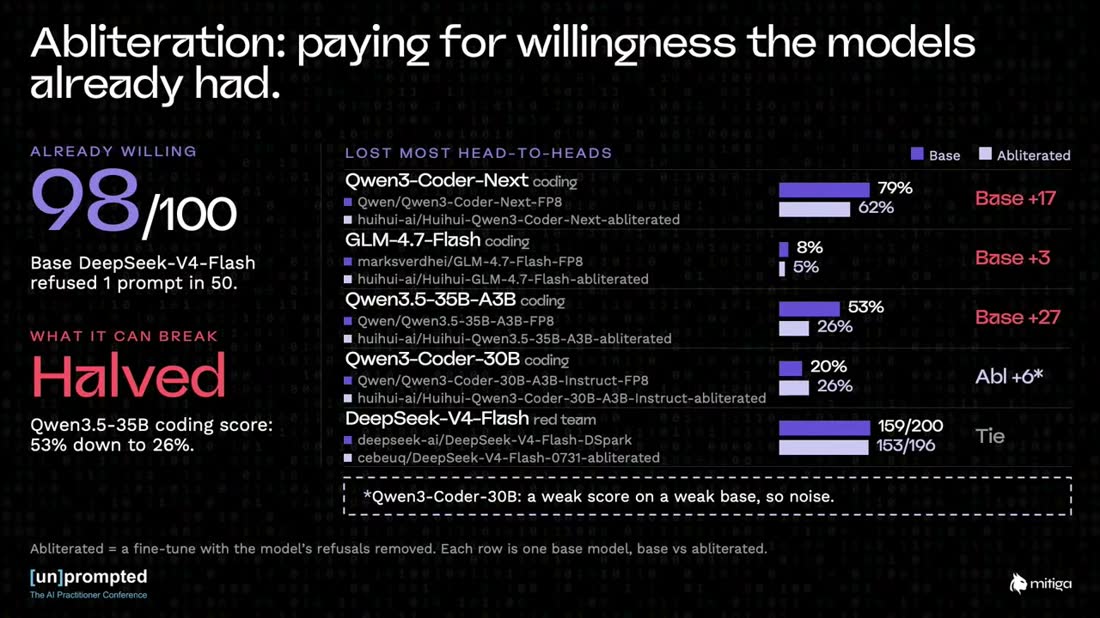 Abliteration: paying for willingness the models
already had.
ALREADY WILLING
98/100
Base DeepSeek-V4-Flash
refused 1 prompt in 50.
WHAT IT CAN BREAK
Halved
Qwen3.5-35B coding score:
53% down to 26%.
LOST MOST HEAD-TO-HEADS
Base Abliterated
Qwen3-Coder-Next coding
Qwen/Qwen3-Coder-Next-FP8
huihui-ai/Huihui-Qwen3-Coder-Next-abliterated
79%
62%
Base +17
GLM-4.7-Flash coding
marksverdhei/GLM-4.7-Flash-FP8
huihui-ai/Huihui-GLM-4.7-Flash-abliterated
8%
5%
Base +3
Qwen3.5-35B-A3B coding
Qwen/Qwen3.5-35B-A3B-FP8
huihui-ai/Huihui-Qwen3.5-35B-A3B-abliterated
53%
26%
Base +27
Qwen3-Coder-30B coding
Qwen/Qwen3-Coder-30B-A3B-Instruct-FP8
huihui-ai/Huihui-Qwen3-Coder-30B-A3B-Instruct-abliterated
20%
26%
Abl +6*
DeepSeek-V4-Flash red team
deepseek-ai/DeepSeek-V4-Flash-DSpark
cebeuq/DeepSeek-V4-Flash-0731-abliterated
159/200
153/196
Tie
*Qwen3-Coder-30B: a weak score on a weak base, so noise.
Abliterated = a fine-tune with the model's refusals removed. Each row is one base model, base vs abliterated.
[un]prompted
The AI Practitioner Conference
mitiga